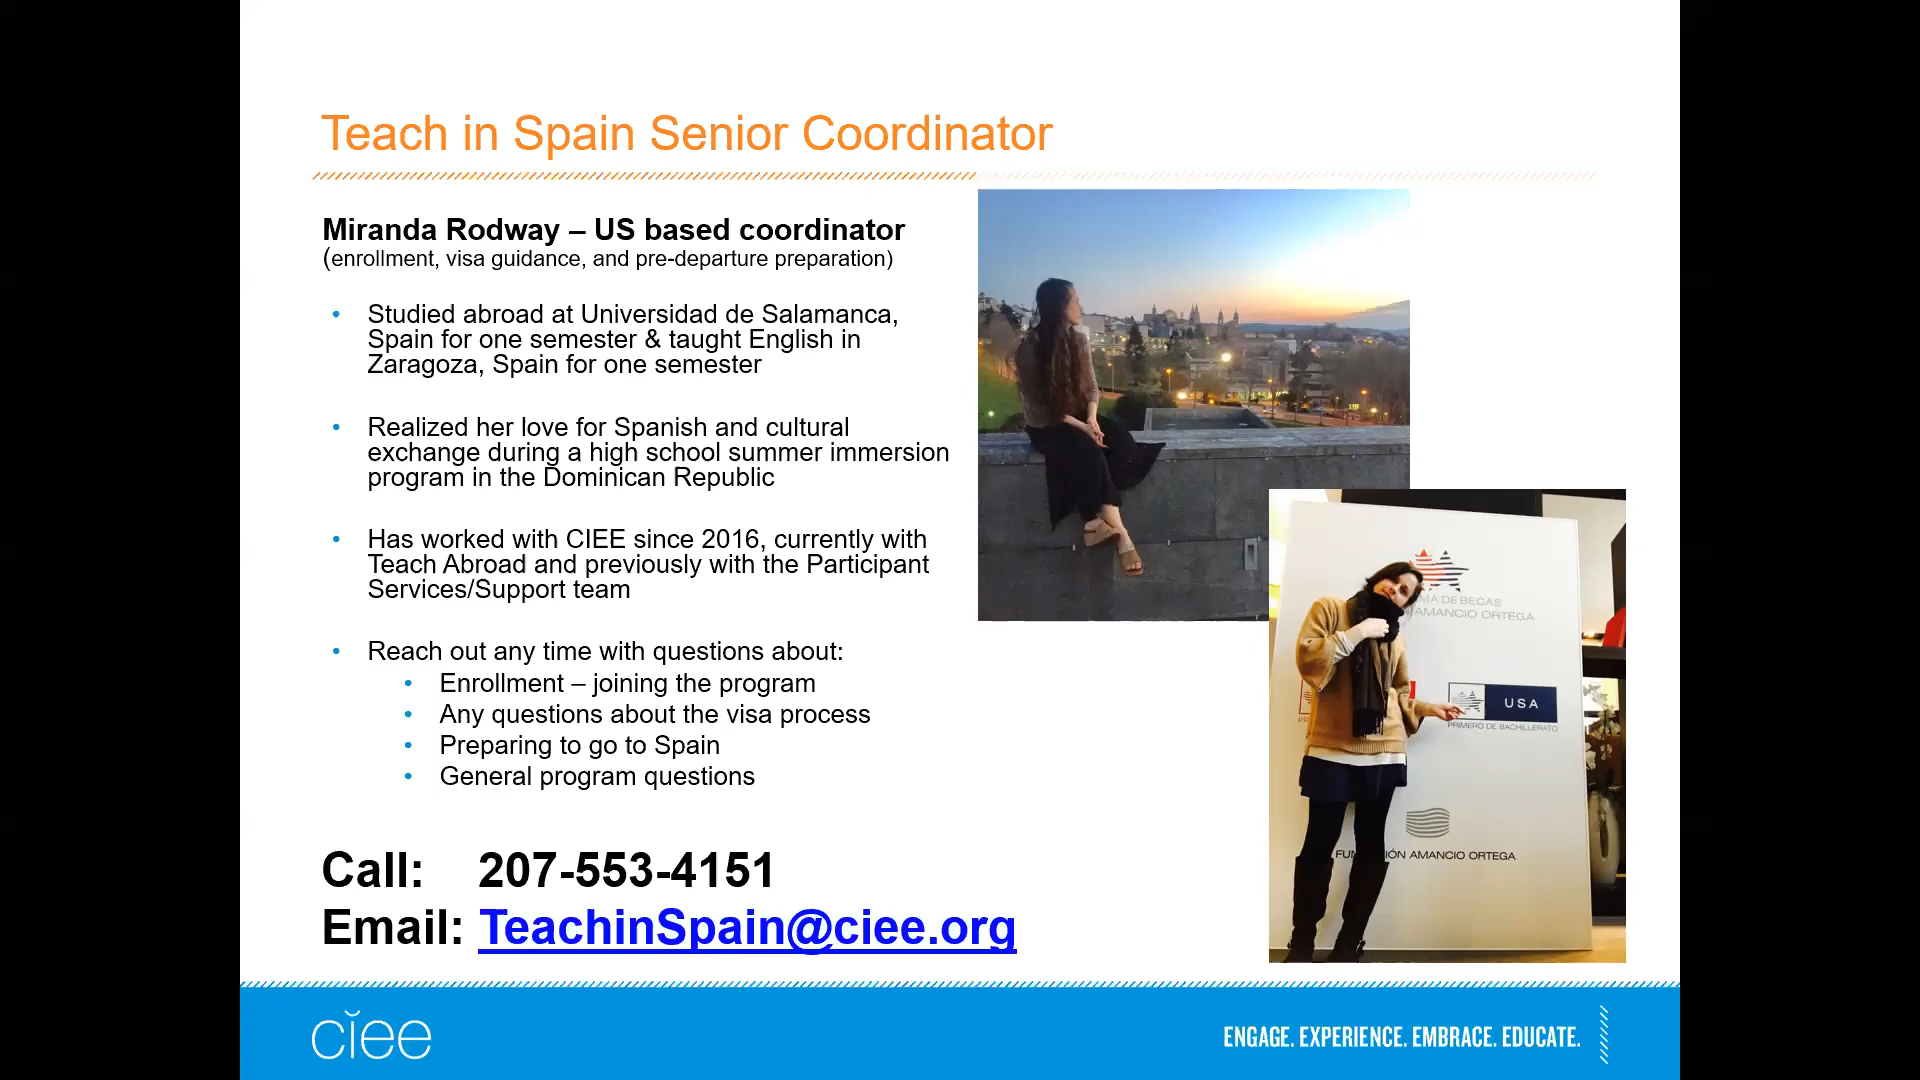 Teach in Spain Senior Coordinator
Miranda Rodway – US based coordinator
(enrollment, visa guidance, and pre-departure preparation)
• Studied abroad at Universidad de Salamanca,
Spain for one semester & taught English in
Zaragoza, Spain for one semester
• Realized her love for Spanish and cultural
exchange during a high school summer immersion
program in the Dominican Republic
• Has worked with CIEE since 2016, currently with
Teach Abroad and previously with the Participant
Services/Support team
• Reach out any time with questions about:
• Enrollment – joining the program
• Any questions about the visa process
• Preparing to go to Spain
• General program questions
Call: 207-553-4151
Email: TeachinSpain@ciee.org
DE BECAS
AMANCIO ORTEGA
USA
PRIMERO DE BACHILLERATO
AMANCIO ORTEGA
ciee
ENGAGE. EXPERIENCE. EMBRACE. EDUCATE.